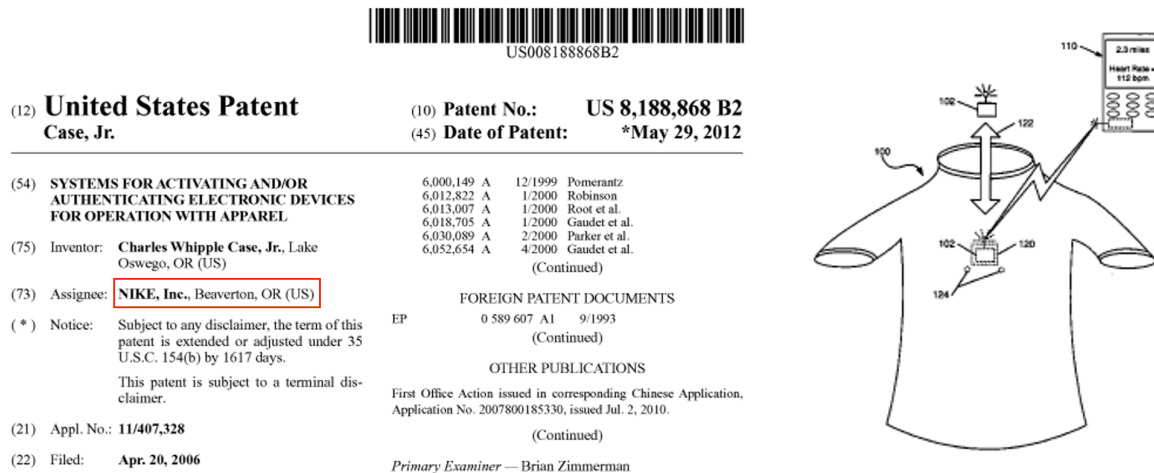 US008188868B2
(12) United States Patent
Case, Jr.
(10) Patent No.: US 8,188,868 B2
(45) Date of Patent: *May 29, 2012
(54) SYSTEMS FOR ACTIVATING AND/OR
AUTHENTICATING ELECTRONIC DEVICES
FOR OPERATION WITH APPAREL
(75) Inventor: Charles Whipple Case, Jr., Lake
Oswego, OR (US)
(73) Assignee: NIKE, Inc., Beaverton, OR (US)
( * ) Notice: Subject to any disclaimer, the term of this
patent is extended or adjusted under 35
U.S.C. 154(b) by 1617 days.
This patent is subject to a terminal dis-
claimer.
(21) Appl. No.: 11/407,328
(22) Filed: Apr. 20, 2006
6,000,149 A 12/1999 Pomerantz
6,012,822 A 1/2000 Robinson
6,013,007 A 1/2000 Root et al.
6,018,705 A 1/2000 Gaudet et al.
6,030,089 A 2/2000 Parker et al.
6,052,654 A 4/2000 Gaudet et al.
(Continued)
FOREIGN PATENT DOCUMENTS
EP 0 589 607 A1 9/1993
(Continued)
OTHER PUBLICATIONS
First Office Action issued in corresponding Chinese Application,
Application No. 2007800185330, issued Jul. 2, 2010.
(Continued)
Primary Examiner — Brian Zimmerman
110
2.3 miles
Heart Rate =
112 bpm
102
122
100
102
120
124